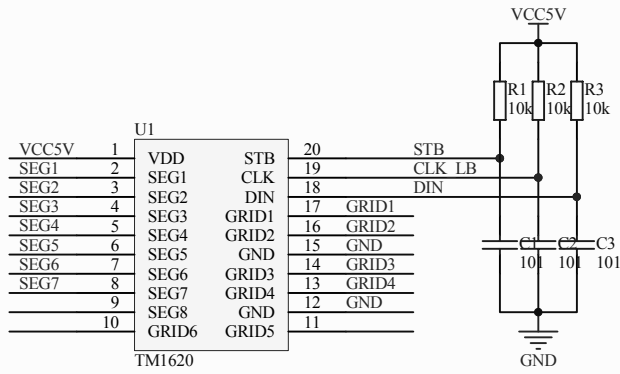 VCC5V
R1 R2 R3
10k 10k 10k
U1
VCC5V 1 VDD STB 20 STB
SEG1 2 SEG1 CLK 19 CLK LB
SEG2 3 SEG2 DIN 18 DIN
SEG3 4 SEG3 GRID1 17 GRID1
SEG4 5 SEG4 GRID2 16 GRID2
SEG5 6 SEG5 GND 15 GND
SEG6 7 SEG6 GRID3 14 GRID3
SEG7 8 SEG7 GRID4 13 GRID4
9 SEG8 GND 12 GND
10 GRID6 GRID5 11
TM1620
C1 C2 C3
101 101 101
GND